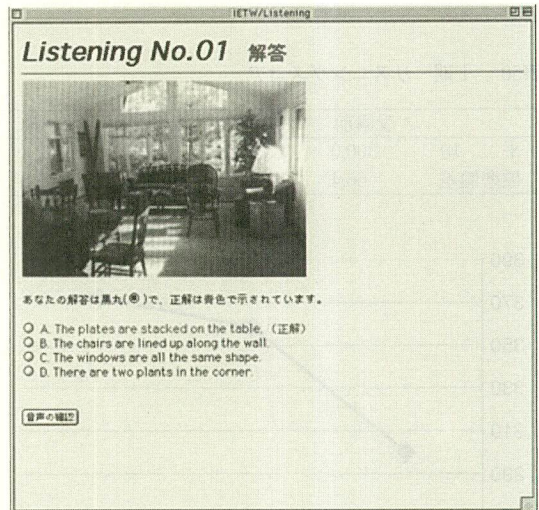 IETW/Listening
Listening No.01 解答
あなたの解答は黒丸(◉)で、正解は青色で示されています。
A. The plates are stacked on the table. (正解)
B. The chairs are lined up along the wall.
C. The windows are all the same shape.
D. There are two plants in the corner.
音声の確認